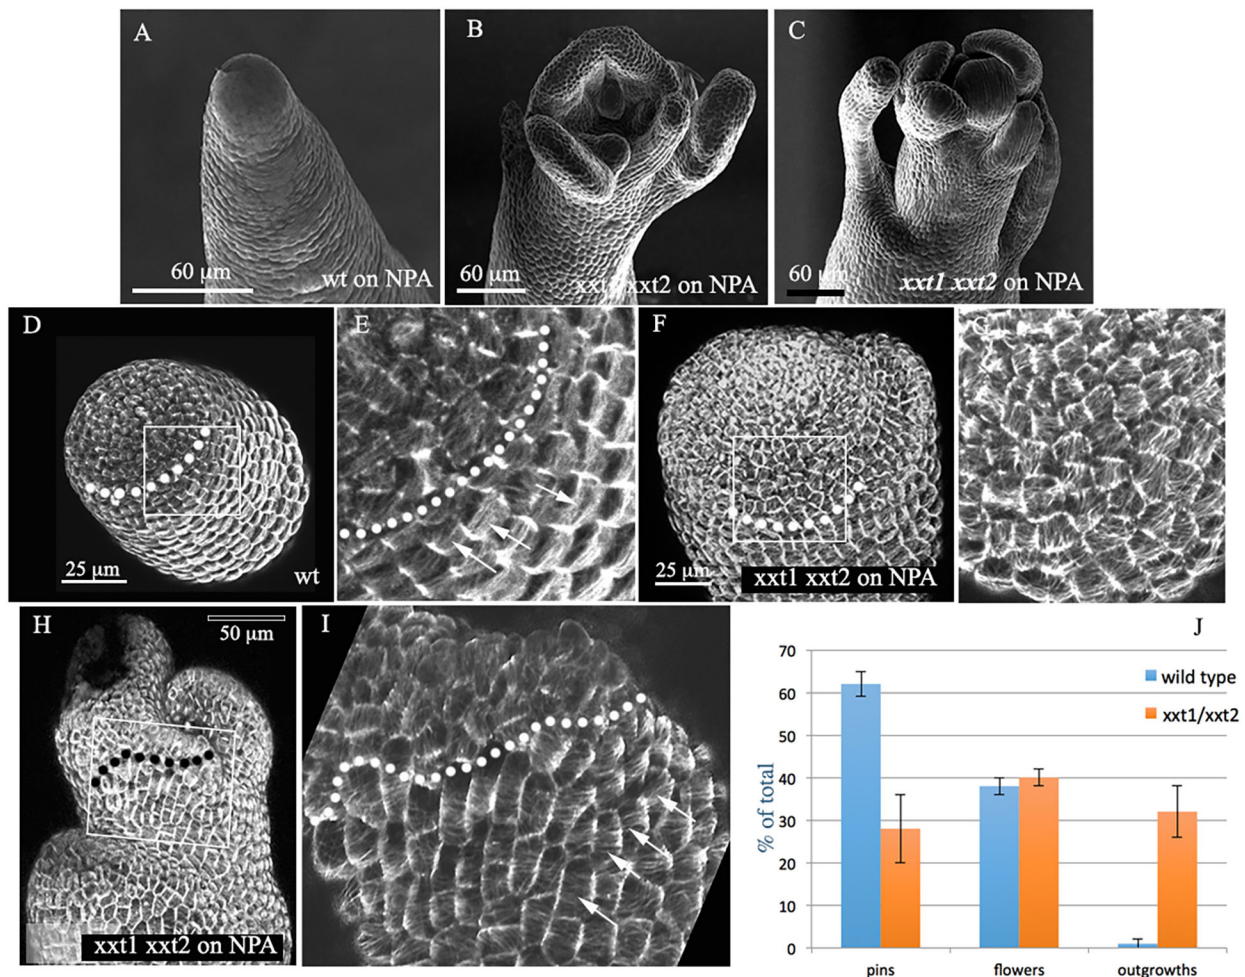 A
60 µm
wt on NPA
B
60 µm
xxt1 xxt2 on NPA
C
60 µm
xxt1 xxt2 on NPA
D
25 µm
wt
E
F
25 µm
xxt1 xxt2 on NPA
G
H
50 µm
xxt1 xxt2 on NPA
I
J
% of total
70
60
50
40
30
20
10
0
wild type
xxt1/xxt2
pins flowers outgrowths